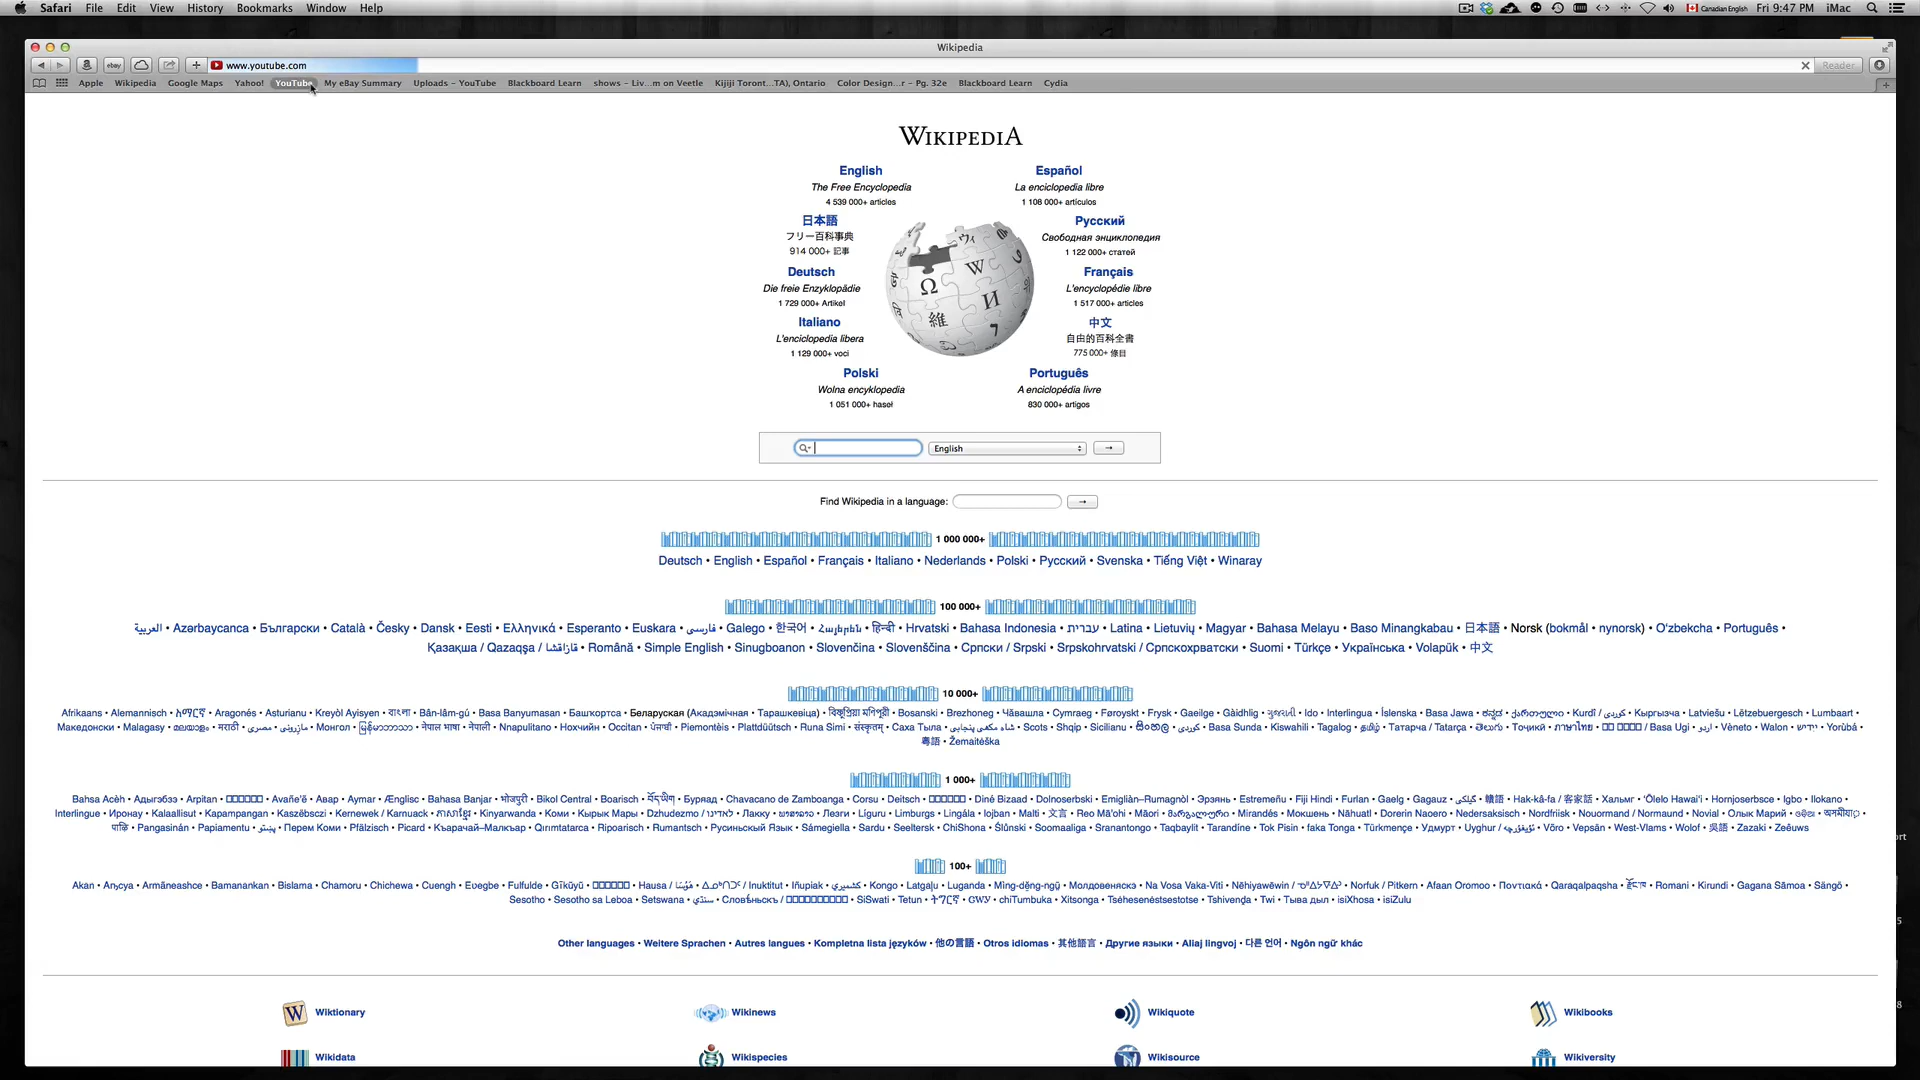 Safari File Edit View History Bookmarks Window Help
Canadian English Fri 9:47 PM iMac
Wikipedia
ebay www.youtube.com Reader
Apple Wikipedia Google Maps Yahoo! YouTube My eBay Summary Uploads - YouTube Blackboard Learn shows – Liv...m on Veetle Kijiji Toront...TA), Ontario Color Design...r - Pg. 32e Blackboard Learn Cydia
WIKIPEDIA
English Español
The Free Encyclopedia La enciclopedia libre
4 539 000+ articles 1 108 000+ artículos
日本語 Русский
フリー百科事典 Свободная энциклопедия
914 000+ 記事 1 122 000+ статей
Deutsch Français
Die freie Enzyklopädie L'encyclopédie libre
1 729 000+ Artikel 1 517 000+ articles
Italiano 中文
L'enciclopedia libera 自由的百科全書
1 129 000+ voci 775 000+ 條目
Polski Português
Wolna encyklopedia A enciclopédia livre
1 051 000+ haseł 830 000+ artigos
English →
Find Wikipedia in a language: →
1 000 000+
Deutsch • English • Español • Français • Italiano • Nederlands • Polski • Русский • Svenska • Tiếng Việt • Winaray
100 000+
العربية • Azərbaycanca • Български • Català • Česky • Dansk • Eesti • Ελληνικά • Esperanto • Euskara • فارسی • Galego • 한국어 • Հայերեն • हिन्दी • Hrvatski • Bahasa Indonesia • עברית • Latina • Lietuvių • Magyar • Bahasa Melayu • Baso Minangkabau • 日本語 • Norsk (bokmål • nynorsk) • O'zbekcha • Português •
Қазақша / Qazaqşa / قازاقشا • Română • Simple English • Sinugboanon • Slovenčina • Slovenščina • Српски / Srpski • Srpskohrvatski / Српскохрватски • Suomi • Türkçe • Українська • Volapük • 中文
10 000+
Afrikaans • Alemannisch • አማርኛ • Aragonés • Asturianu • Kreyòl Ayisyen • বাংলা • Bân-lâm-gú • Basa Banyumasan • Башҡортса • Беларуская (Акадэмічная • Тарашкевіца) • বিষ্ণুপ্রিয়া মণিপুরী • Bosanski • Brezhoneg • Чӑвашла • Cymraeg • Føroyskt • Frysk • Gaeilge • Gàidhlig • ગુજરાતી • Ido • Interlingua • Íslenska • Basa Jawa • ಕನ್ನಡ • ქართული • Kurdî / كوردی • Кыргызча • Latviešu • Lëtzebuergesch • Lumbaart •
Македонски • Malagasy • മലയാളം • मराठी • مصرى • مازِرونی • Монгол • မြန်မာဘာသာ • नेपाल भाषा • नेपाली • Nnapulitano • Нохчийн • Occitan • ਪੰਜਾਬੀ • Piemontèis • Plattdüütsch • Runa Simi • संस्कृतम् • Саха Тыла • شاہ مکھی پنجابی • Scots • Shqip • Sicilianu • සිංහල • کوردی • Basa Sunda • Kiswahili • Tagalog • தமிழ் • Татарча / Tatarça • తెలుగు • Тоҷикӣ • ภาษาไทย • / Basa Ugi • اردو • Vèneto • Walon • ייִדיש • Yorùbá •
粵語 • Žemaitėška
1 000+
Bahsa Acèh • Адыгэбзэ • Arpitan • Avañe'ẽ • Авар • Aymar • Ænglisc • Bahasa Banjar • भोजपुरी • Bikol Central • Boarisch • བོད་ཡིག • Буряад • Chavacano de Zamboanga • Corsu • Deitsch • Diné Bizaad • Dolnoserbski • Emigliàn–Rumagnòl • Эрзянь • Estremeñu • Fiji Hindi • Furlan • Gaelg • Gagauz • گیلکی • 贛語 • Hak-kâ-fa / 客家話 • Хальмг • 'Ōlelo Hawai'i • Hornjoserbsce • Igbo • Ilokano •
Interlingue • Иронау • Kalaallisut • Kapampangan • Kaszëbsczi • Kernewek / Karnuack • ភាសាខ្មែរ • Kinyarwanda • Коми • Кырык Мары • Dzhudezmo / לאדינו • Лакку • ພາສາລາວ • Лезги • Líguru • Limburgs • Lingála • lojban • Malti • 文言 • Reo Mā'ohi • Māori • მარგალური • Mirandés • Мокшень • Nāhuatl • Dorerin Naoero • Nedersaksisch • Nordfriisk • Nouormand / Normaund • Novial • Олык Марий • ଓଡ଼ିଆ • অসমীযা় •
पाऴि • Pangasinán • Papiamentu • پښتو • Перем Коми • Pfälzisch • Picard • Къарачай–Малкъар • Qırımtatarca • Ripoarisch • Rumantsch • Русиньскый Язык • Sámegiella • Sardu • Seeltersk • ChiShona • Ślůnski • Soomaaliga • Taqbaylit • Tarandíne • Tok Pisin • faka Tonga • Türkmençe • Удмурт • Uyghur / ئۇيغۇرچه • Võro • Vepsän • West-Vlams • Wolof • 吳語 • Zazaki • Zeêuws
100+
Akan • Аҧсуа • Armãneashce • Bamanankan • Bislama • Chamoru • Chichewa • Cuengh • Eʋegbe • Fulfulde • Gĩkũyũ • Hausa / هَوُسَا • ᐃᓄᒃᑎᑐᑦ / Inuktitut • Iñupiak • كشميري • Kongo • Latgaļu • Luganda • Mìng-dĕ̤ng-ngṳ̄ • Молдовеняскэ • Na Vosa Vaka-Viti • Nēhiyawēwin / ᓀᐦᐃᔭᐍᐏᐣ • Norfuk / Pitkern • Afaan Oromoo • Ποντιακά • Qaraqalpaqsha • རྫོང་ཁ • Romani • Kirundi • Gagana Sāmoa • Sängö •
Sesotho • Sesotho sa Leboa • Setswana • سنڌي • Словѣ́ньскъ / • SiSwati • Tetun • ትግርኛ • ᏣᎳᎩ • chiTumbuka • Xitsonga • Tsėhesenėstsestotse • Tshivenḓa • Twi • Тыва дыл • isiXhosa • isiZulu
Other languages • Weitere Sprachen • Autres langues • Kompletna lista języków • 他の言語 • Otros idiomas • 其他語言 • Другие языки • Aliaj lingvoj • 다른 언어 • Ngôn ngữ khác
Wiktionary Wikinews Wikiquote Wikibooks
Wikidata Wikispecies Wikisource Wikiversity